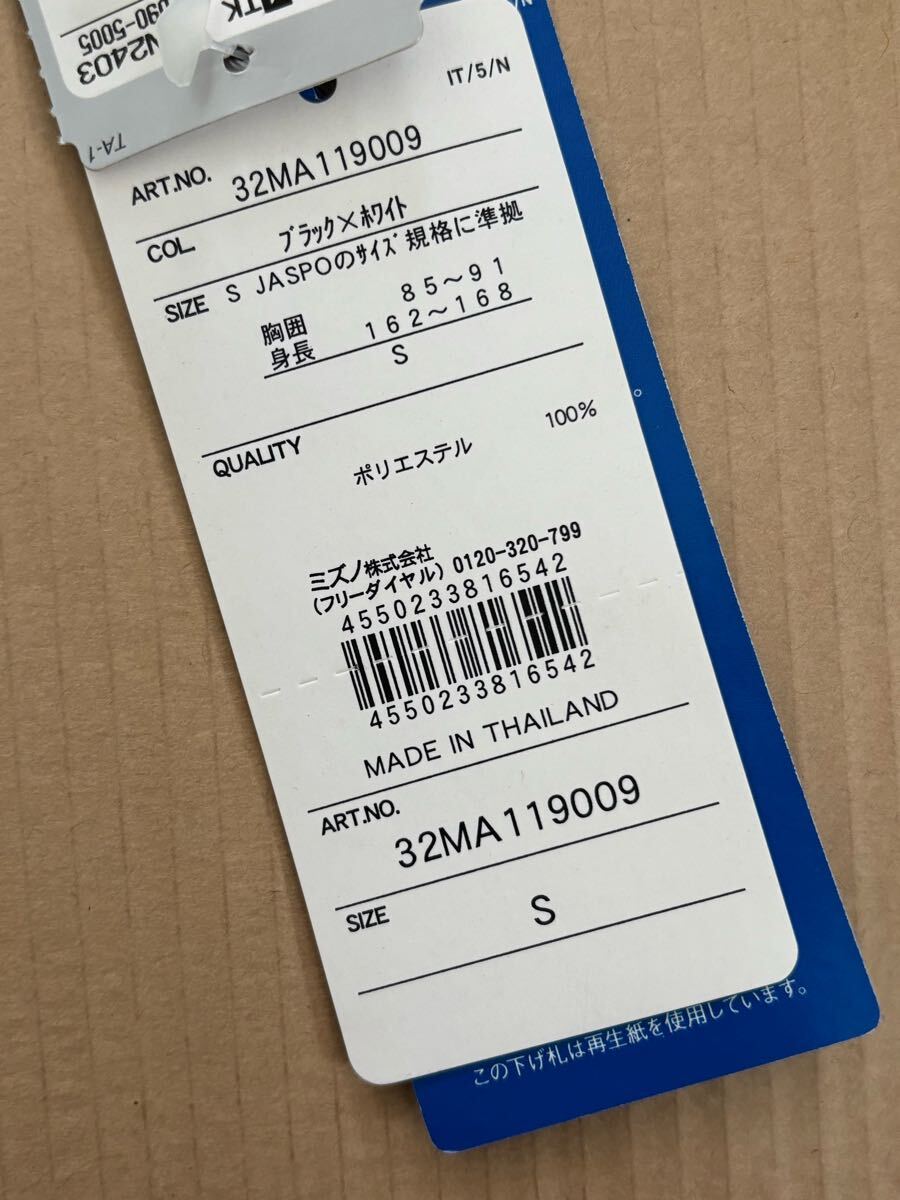 TK
090-5005
N2403
TA-1
IT/5/N
ART.NO. 32MA119009
COL. ブラック×ホワイト
SIZE S JASPOのサイズ規格に準拠
胸囲 85～91
身長 162～168
S
QUALITY
ポリエステル 100%
ミズノ株式会社
(フリーダイヤル) 0120-320-799
4550233816542
4550233816542
MADE IN THAILAND
ART.NO.
32MA119009
SIZE S
この下げ札は再生紙を使用しています。